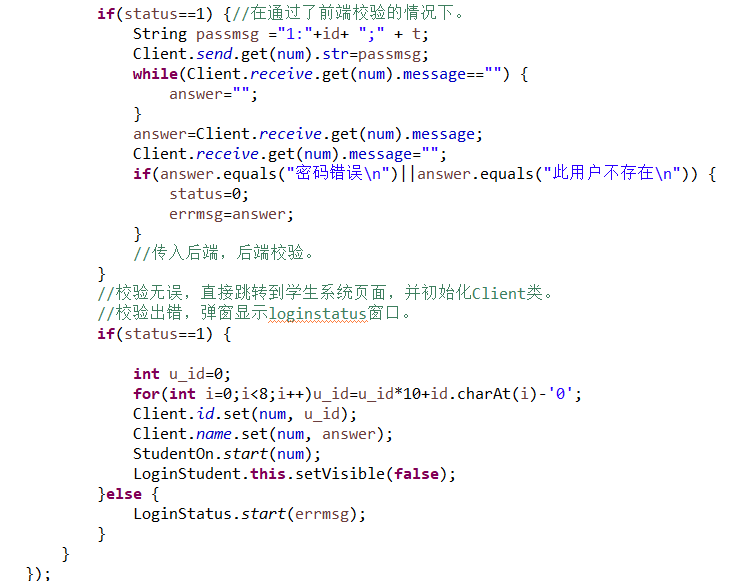 if(status==1) {//在通过了前端校验的情况下。
String passmsg ="1:"+id+ ";" + t;
Client.send.get(num).str=passmsg;
while(Client.receive.get(num).message=="") {
answer="";
}
answer=Client.receive.get(num).message;
Client.receive.get(num).message="";
if(answer.equals("密码错误\n")||answer.equals("此用户不存在\n")) {
status=0;
errmsg=answer;
}
//传入后端，后端校验。
}
//校验无误，直接跳转到学生系统页面，并初始化Client类。
//校验出错，弹窗显示loginstatus窗口。
if(status==1) {
int u_id=0;
for(int i=0;i<8;i++)u_id=u_id*10+id.charAt(i)-'0';
Client.id.set(num, u_id);
Client.name.set(num, answer);
StudentOn.start(num);
LoginStudent.this.setVisible(false);
}else {
LoginStatus.start(errmsg);
}
}
});